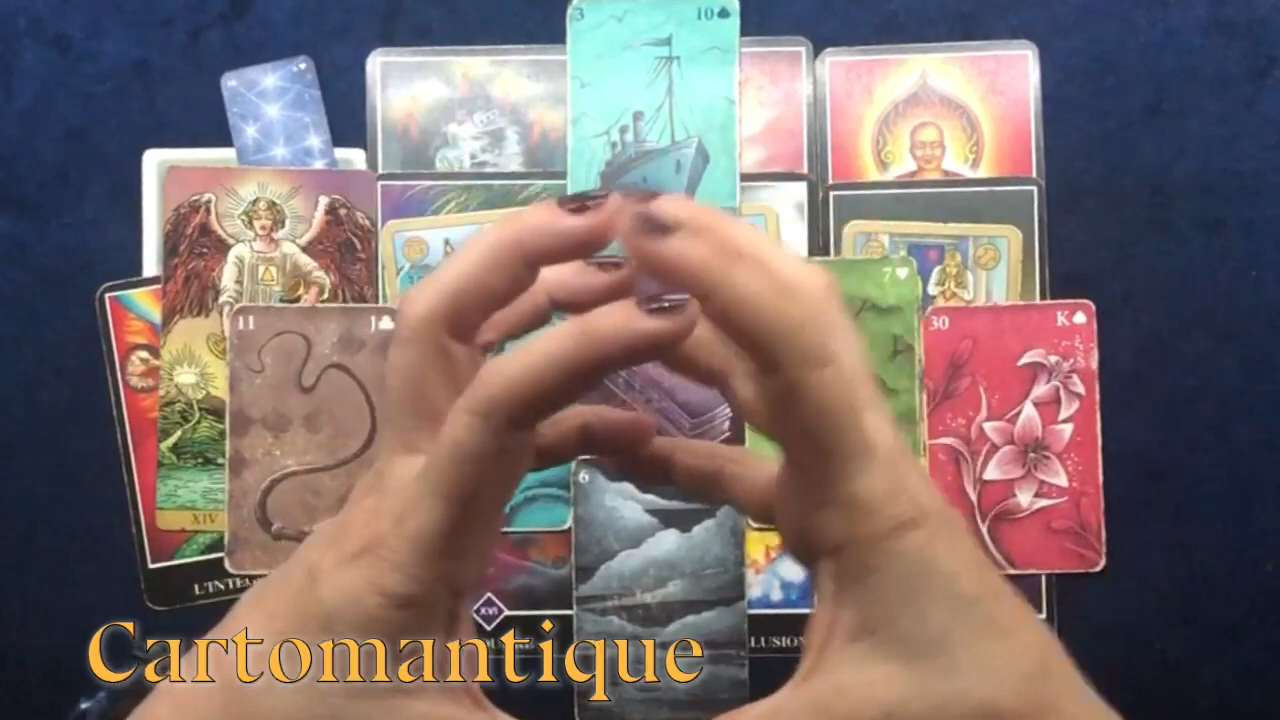 3 10♠
7♥
11 J♣
30 K♠
6
XIV
XVI
L'INTE
LUSION
Cartomantique